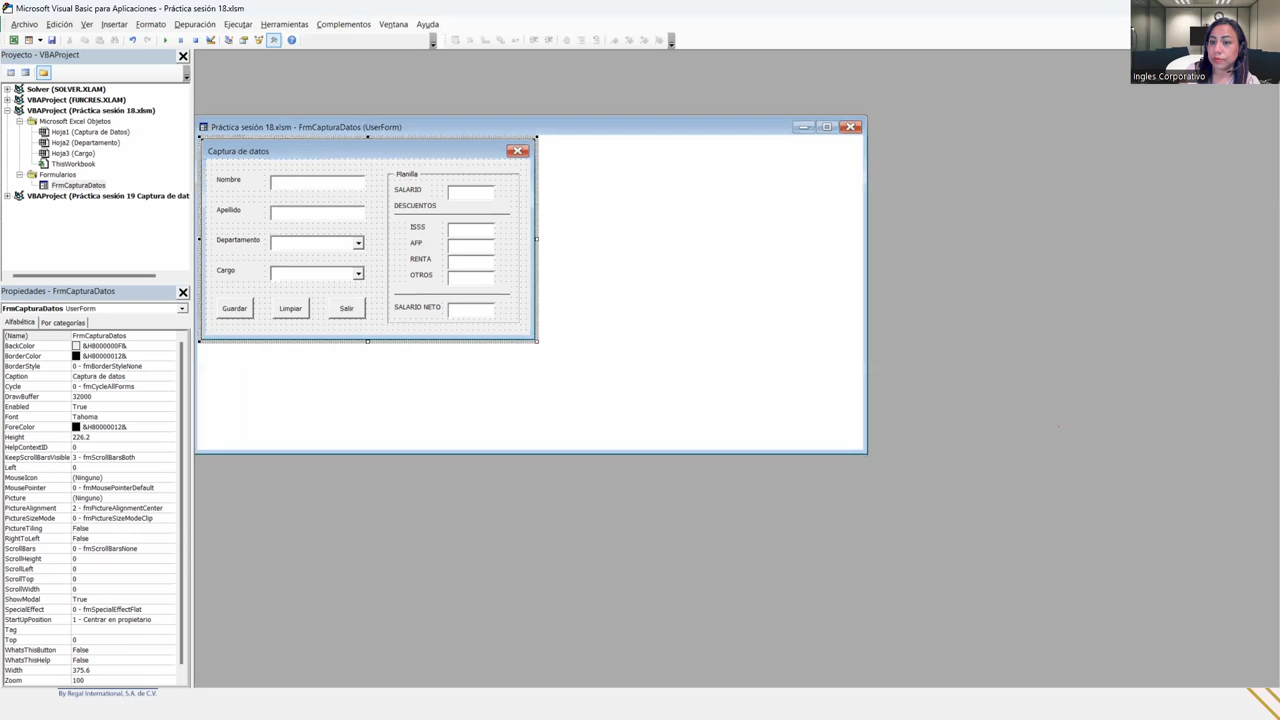 Microsoft Visual Basic para Aplicaciones - Práctica sesión 18.xlsm
Archivo Edición Ver Insertar Formato Depuración Ejecutar Herramientas Complementos Ventana Ayuda
Proyecto - VBAProject
Solver (SOLVER.XLAM)
VBAProject (FUNCRES.XLAM)
VBAProject (Práctica sesión 18.xlsm)
Microsoft Excel Objetos
Hoja1 (Captura de Datos)
Hoja2 (Departamento)
Hoja3 (Cargo)
ThisWorkbook
Formularios
FrmCapturaDatos
VBAProject (Práctica sesión 19 Captura de dat
Propiedades - FrmCapturaDatos
FrmCapturaDatos UserForm
Alfabética Por categorías
(Name) FrmCapturaDatos
BackColor &H8000000F&
BorderColor &H80000012&
BorderStyle 0 - fmBorderStyleNone
Caption Captura de datos
Cycle 0 - fmCycleAllForms
DrawBuffer 32000
Enabled True
Font Tahoma
ForeColor &H80000012&
Height 226.2
HelpContextID 0
KeepScrollBarsVisible 3 - fmScrollBarsBoth
Left 0
MouseIcon (Ninguno)
MousePointer 0 - fmMousePointerDefault
Picture (Ninguno)
PictureAlignment 2 - fmPictureAlignmentCenter
PictureSizeMode 0 - fmPictureSizeModeClip
PictureTiling False
RightToLeft False
ScrollBars 0 - fmScrollBarsNone
ScrollHeight 0
ScrollLeft 0
ScrollTop 0
ScrollWidth 0
ShowModal True
SpecialEffect 0 - fmSpecialEffectFlat
StartUpPosition 1 - Centrar en propietario
Tag
Top 0
WhatsThisButton False
WhatsThisHelp False
Width 375.6
Zoom 100
Práctica sesión 18.xlsm - FrmCapturaDatos (UserForm)
Captura de datos
Nombre
Apellido
Departamento
Cargo
Guardar Limpiar Salir
Planilla
SALARIO
DESCUENTOS
ISSS
AFP
RENTA
OTROS
SALARIO NETO
Ingles Corporativo
By Regal International, S.A. de C.V.